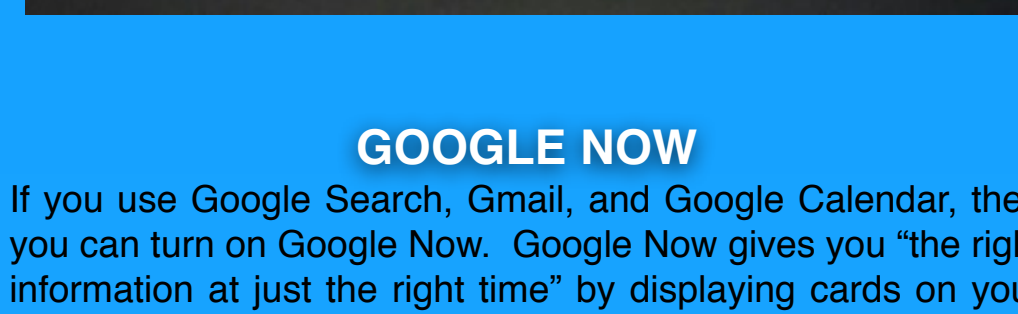 GOOGLE NOW
If you use Google Search, Gmail, and Google Calendar, the
you can turn on Google Now.  Google Now gives you “the righ
information at just the right time” by displaying cards on you